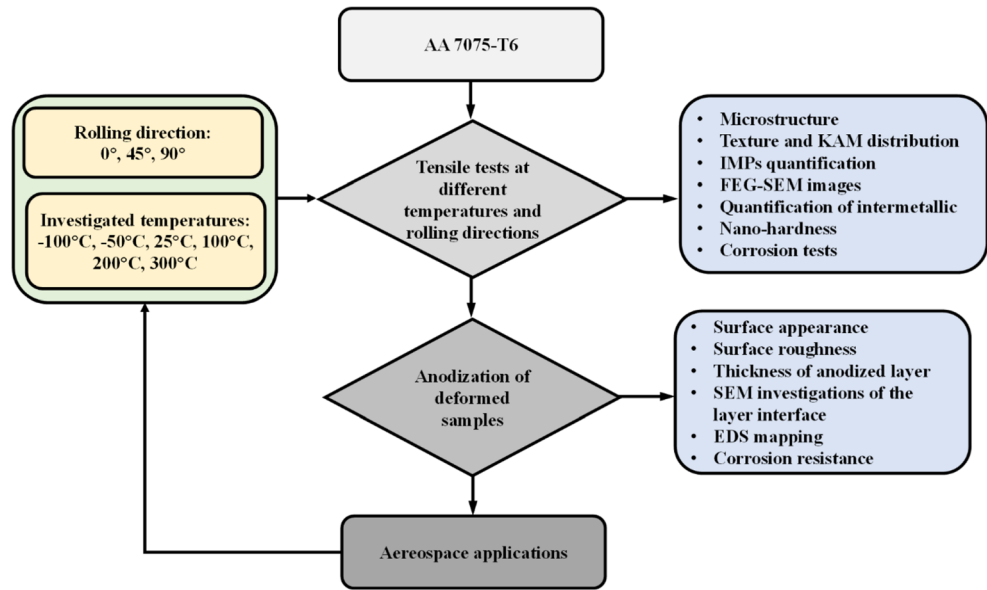 AA 7075-T6
Rolling direction:
0°, 45°, 90°
Investigated temperatures:
-100°C, -50°C, 25°C, 100°C,
200°C, 300°C
Tensile tests at
different
temperatures and
rolling directions
• Microstructure
• Texture and KAM distribution
• IMPs quantification
• FEG-SEM images
• Quantification of intermetallic
• Nano-hardness
• Corrosion tests
Anodization of
deformed
samples
• Surface appearance
• Surface roughness
• Thickness of anodized layer
• SEM investigations of the
layer interface
• EDS mapping
• Corrosion resistance
Aereospace applications